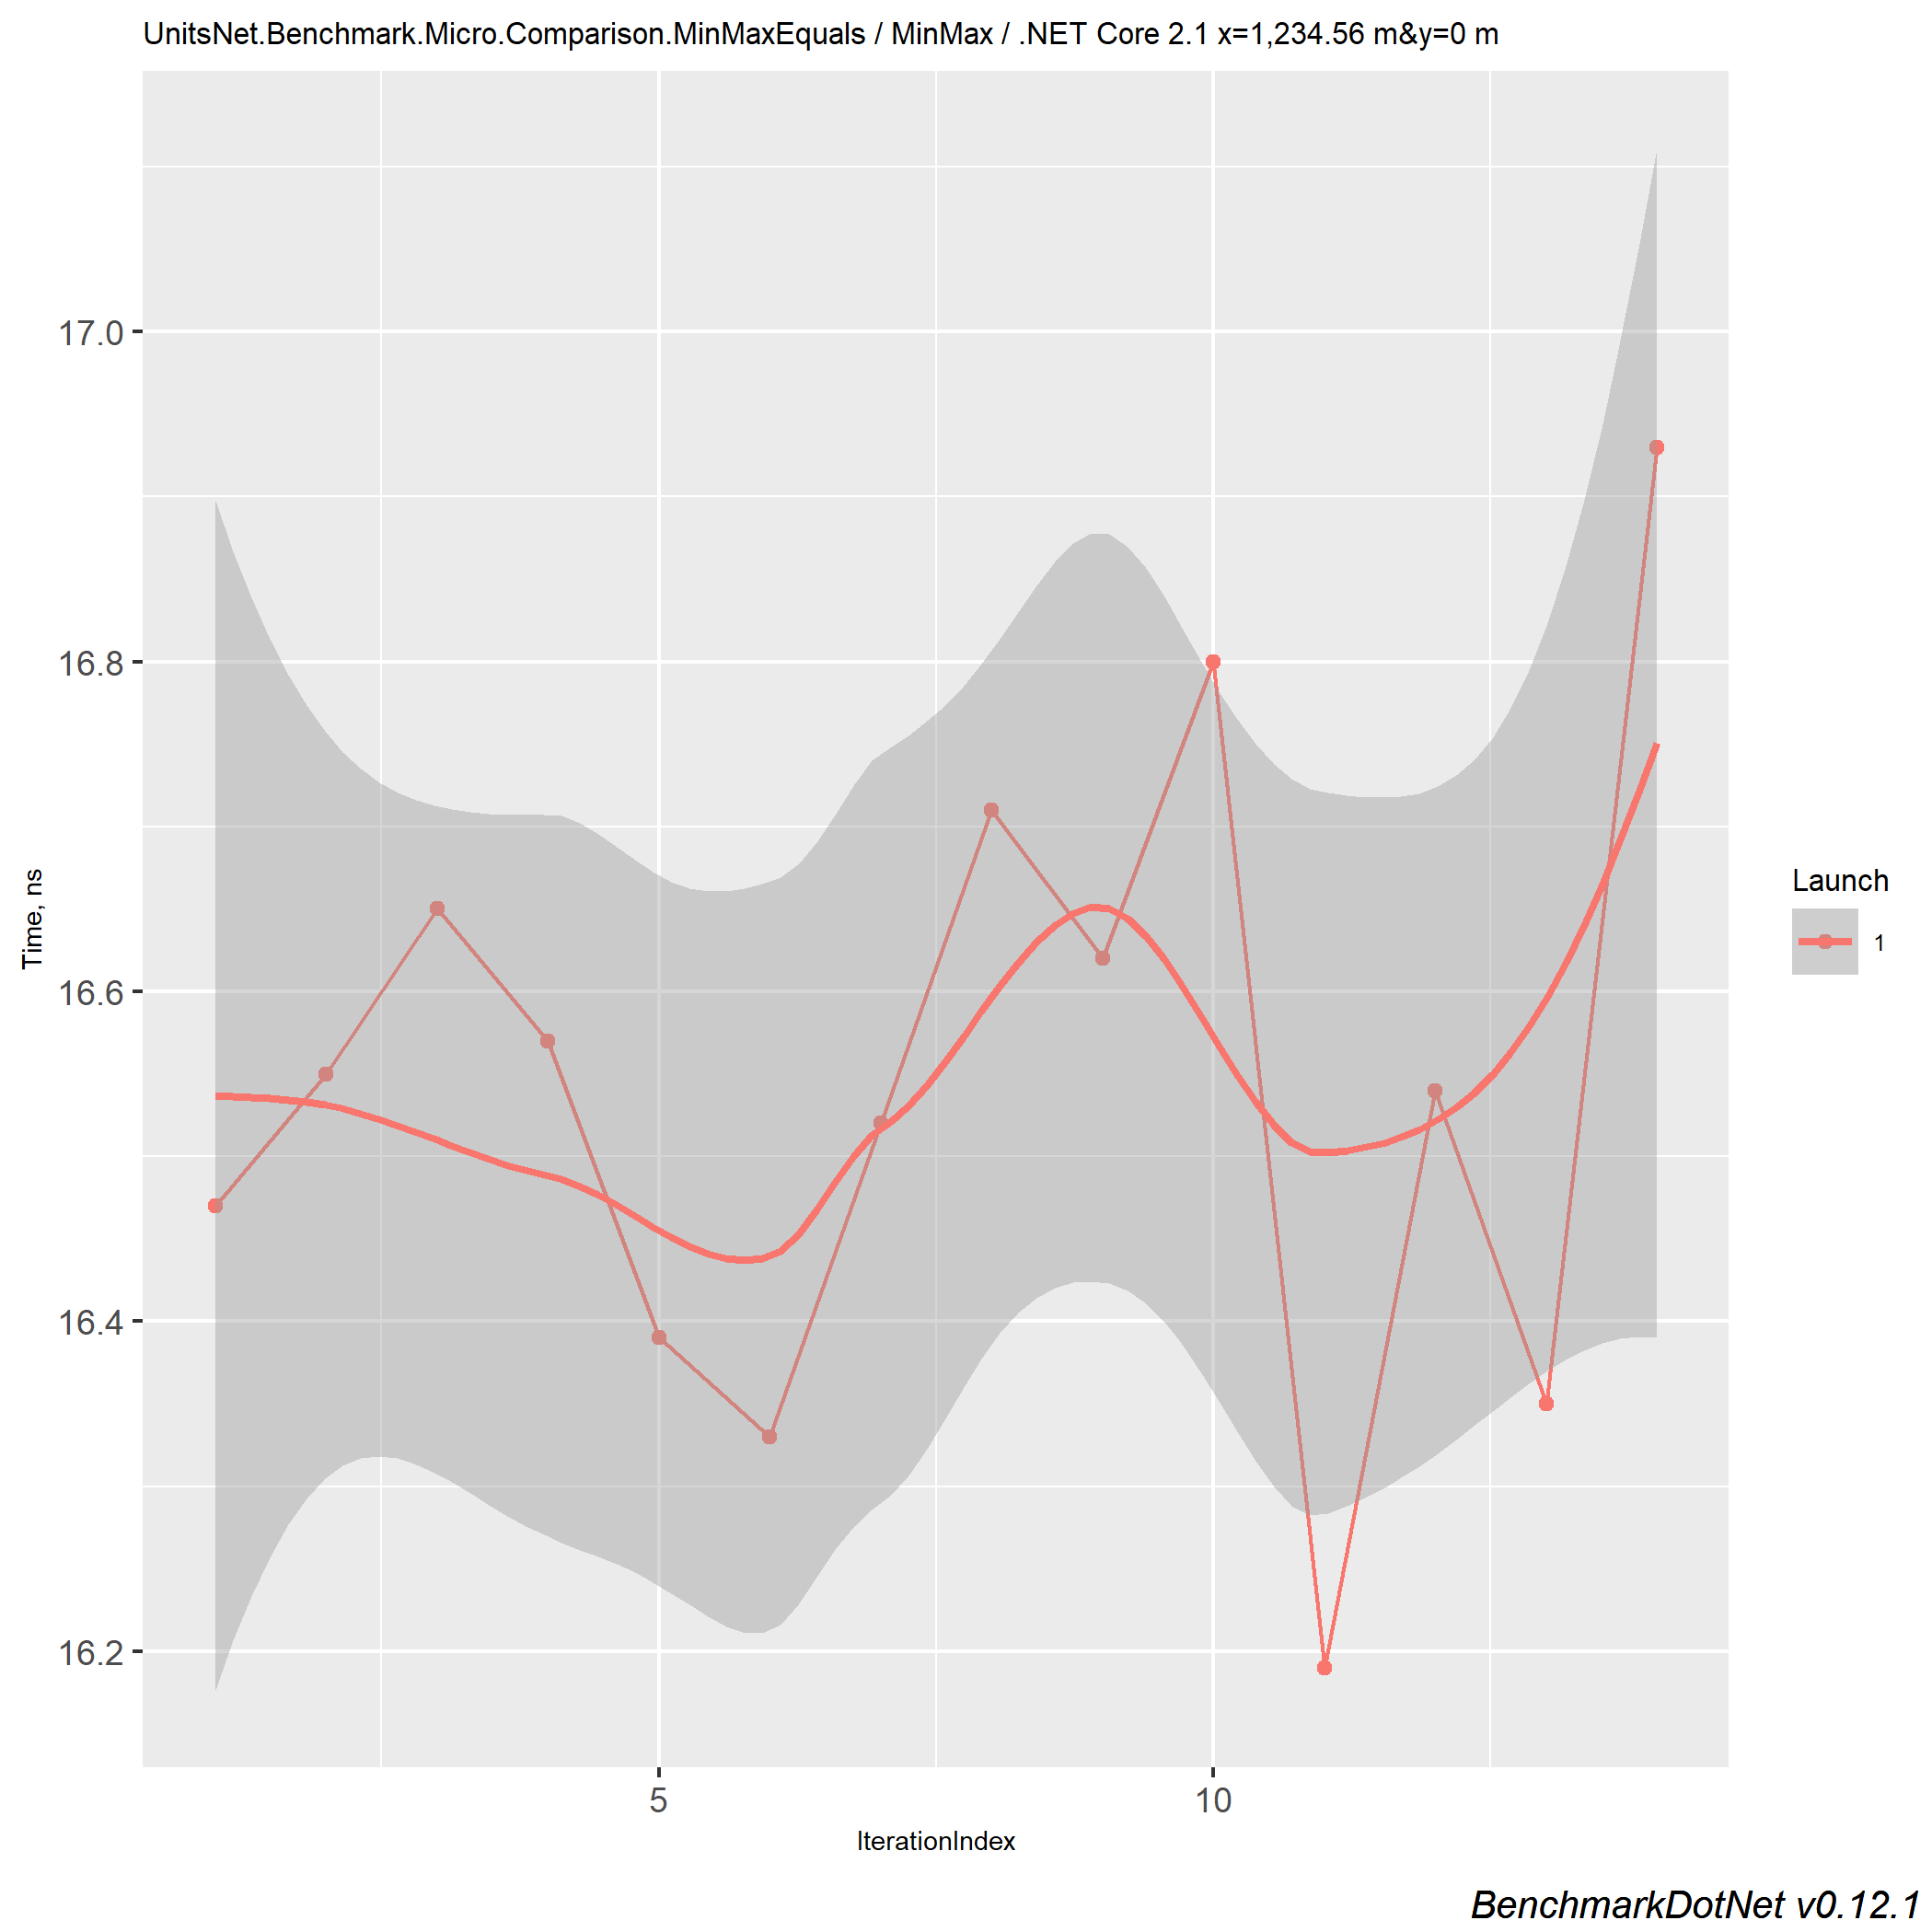 UnitsNet.Benchmark.Micro.Comparison.MinMaxEquals / MinMax / .NET Core 2.1 x=1,234.56 m&y=0 m
17.0
16.8
16.6
16.4
16.2
Time, ns
5
10
IterationIndex
Launch
1
BenchmarkDotNet v0.12.1